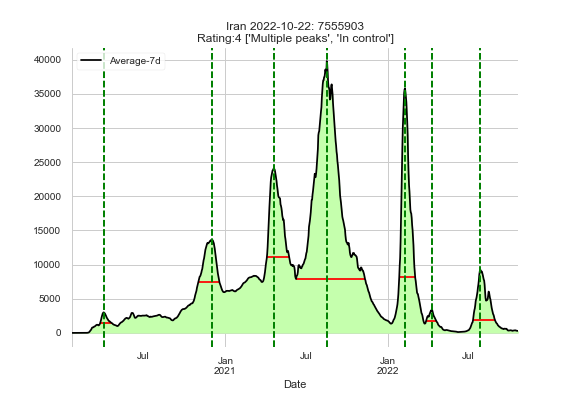 Iran 2022-10-22: 7555903
Rating:4 ['Multiple peaks', 'In control']
Average-7d
40000
35000
30000
25000
20000
15000
10000
5000
0
Jul
Jan
2021
Jul
Jan
2022
Jul
Date